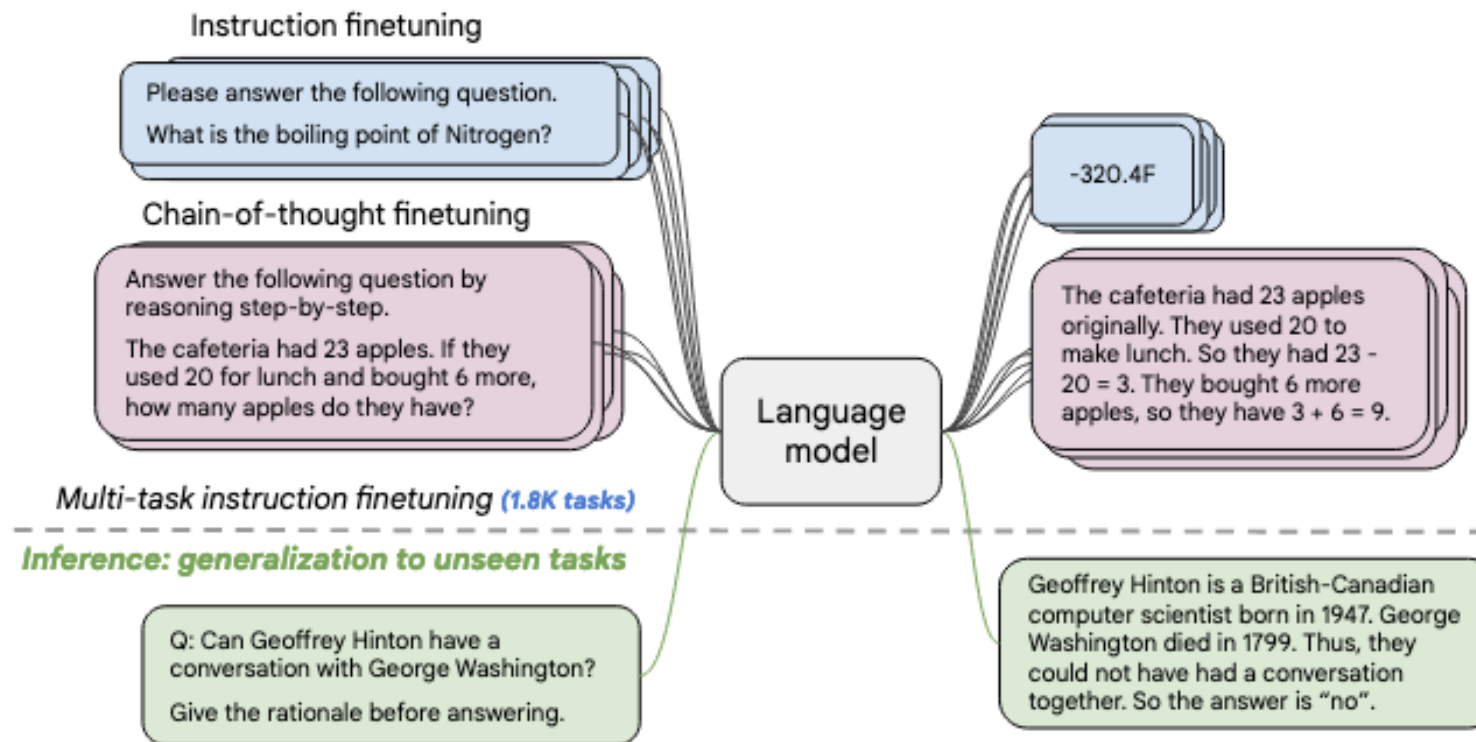 Instruction finetuning
Please answer the following question.
What is the boiling point of Nitrogen?
-320.4F
Chain-of-thought finetuning
Answer the following question by
reasoning step-by-step.
The cafeteria had 23 apples. If they
used 20 for lunch and bought 6 more,
how many apples do they have?
The cafeteria had 23 apples
originally. They used 20 to
make lunch. So they had 23 -
20 = 3. They bought 6 more
apples, so they have 3 + 6 = 9.
Language
model
Multi-task instruction finetuning (1.8K tasks)
Inference: generalization to unseen tasks
Q: Can Geoffrey Hinton have a
conversation with George Washington?
Give the rationale before answering.
Geoffrey Hinton is a British-Canadian
computer scientist born in 1947. George
Washington died in 1799. Thus, they
could not have had a conversation
together. So the answer is “no”.